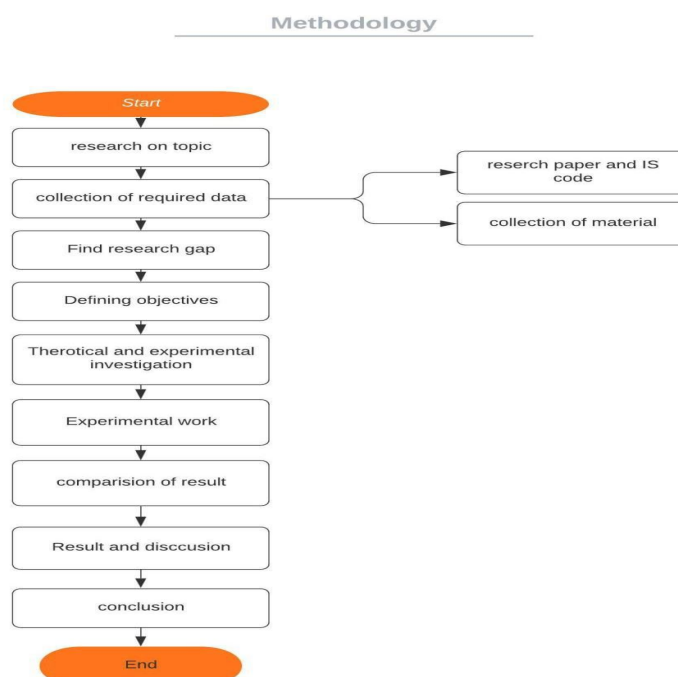 Methodology
Start
research on topic
collection of required data
reserch paper and IS
code
collection of material
Find research gap
Defining objectives
Therotical and experimental
investigation
Experimental work
comparision of result
Result and disccusion
conclusion
End